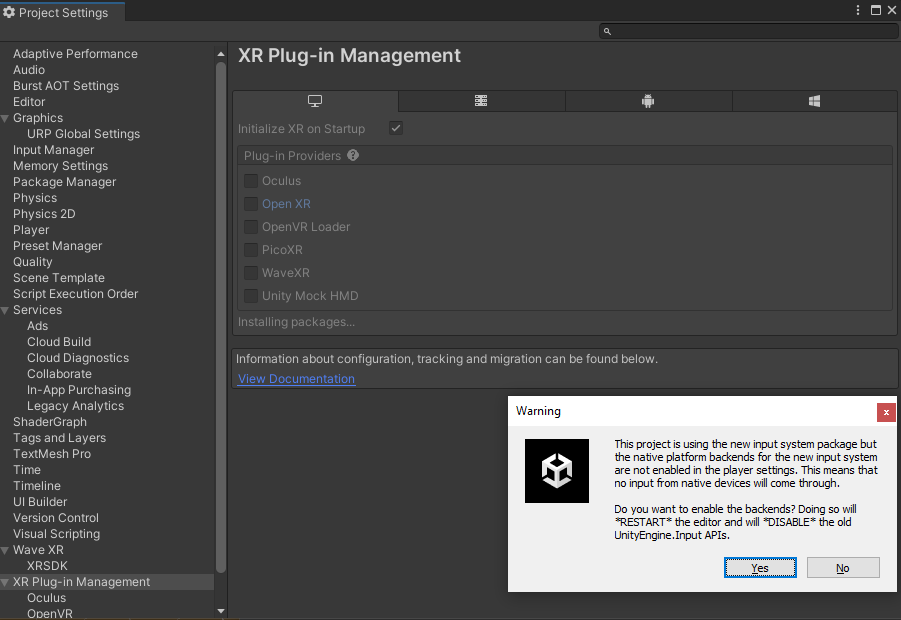 Project Settings
Adaptive Performance
Audio
Burst AOT Settings
Editor
Graphics
URP Global Settings
Input Manager
Memory Settings
Package Manager
Physics
Physics 2D
Player
Preset Manager
Quality
Scene Template
Script Execution Order
Services
Ads
Cloud Build
Cloud Diagnostics
Collaborate
In-App Purchasing
Legacy Analytics
ShaderGraph
Tags and Layers
TextMesh Pro
Time
Timeline
UI Builder
Version Control
Visual Scripting
Wave XR
XRSDK
XR Plug-in Management
Oculus
OpenVR
XR Plug-in Management
Initialize XR on Startup
Plug-in Providers
Oculus
Open XR
OpenVR Loader
PicoXR
WaveXR
Unity Mock HMD
Installing packages...
Information about configuration, tracking and migration can be found below.
View Documentation
Warning
This project is using the new input system package but
the native platform backends for the new input system
are not enabled in the player settings. This means that
no input from native devices will come through.
Do you want to enable the backends? Doing so will
*RESTART* the editor and will *DISABLE* the old
UnityEngine.Input APIs.
Yes
No